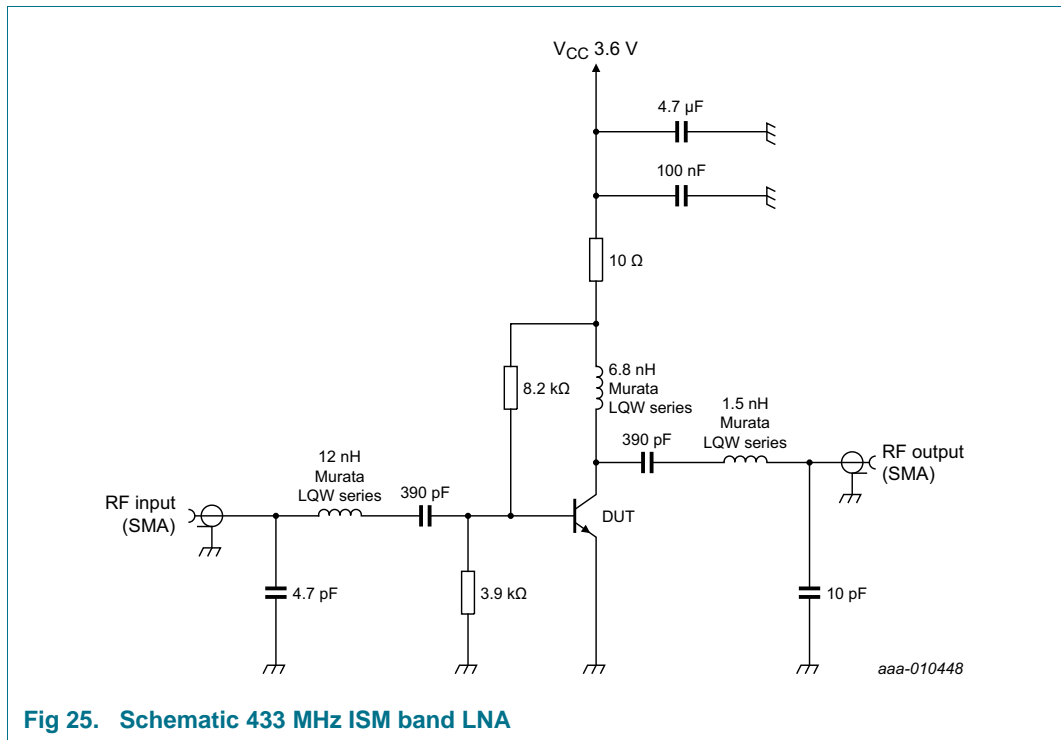 VCC 3.6 V
4.7 µF
100 nF
10 Ω
8.2 kΩ
6.8 nH
Murata
LQW series
1.5 nH
Murata
LQW series
390 pF
12 nH
Murata
LQW series
390 pF
RF input
(SMA)
RF output
(SMA)
DUT
4.7 pF
3.9 kΩ
10 pF
aaa-010448
Fig 25. Schematic 433 MHz ISM band LNA